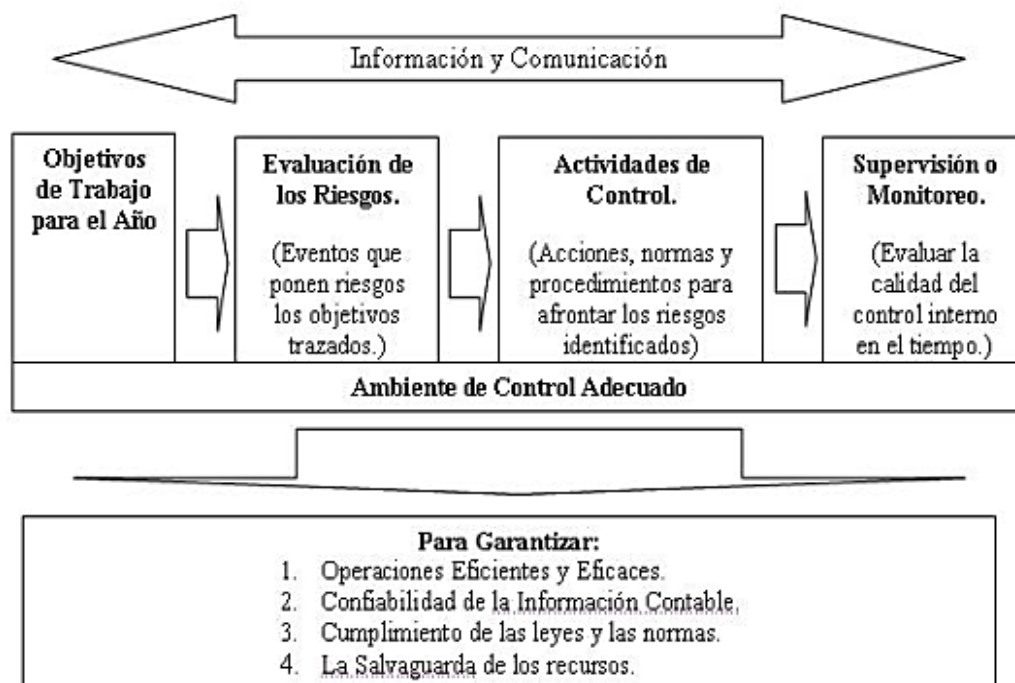 Información y Comunicación
Objetivos
de Trabajo
para el Año
Evaluación de
los Riesgos.
(Eventos que
ponen riesgos
los objetivos
trazados.)
Actividades de
Control.
(Acciones, normas y
procedimientos para
afrontar los riesgos
identificados)
Supervisión o
Monitoreo.
(Evaluar la
calidad del
control interno
en el tiempo.)
Ambiente de Control Adecuado
Para Garantizar:
1. Operaciones Eficientes y Eficaces.
2. Confiabilidad de la Información Contable.
3. Cumplimiento de las leyes y las normas.
4. La Salvaguarda de los recursos.